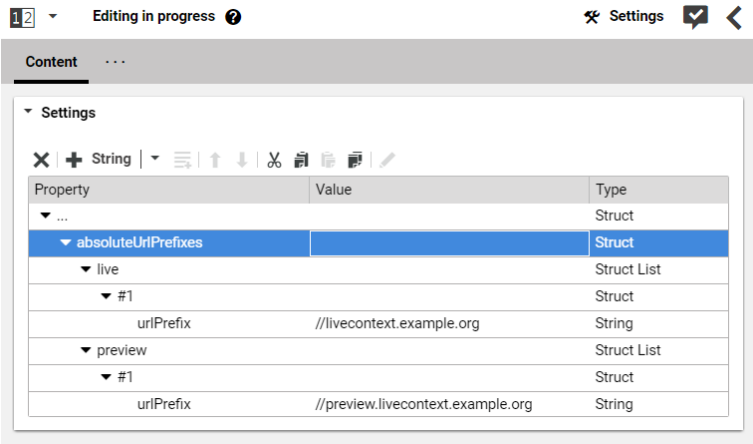 12 Editing in progress ? Settings
Content ...
Settings
String
Property Value Type
... Struct
absoluteUrlPrefixes Struct
live Struct List
#1 Struct
urlPrefix //livecontext.example.org String
preview Struct List
#1 Struct
urlPrefix //preview.livecontext.example.org String